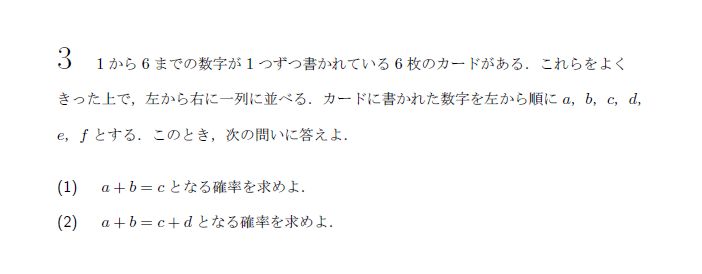 3 1 から 6 までの数字が 1 つずつ書かれている 6 枚のカードがある．これらをよく
きった上で，左から右に一列に並べる．カードに書かれた数字を左から順に a，b，c，d，
e，f とする．このとき，次の問いに答えよ．
(1) a + b = c となる確率を求めよ．
(2) a + b = c + d となる確率を求めよ．